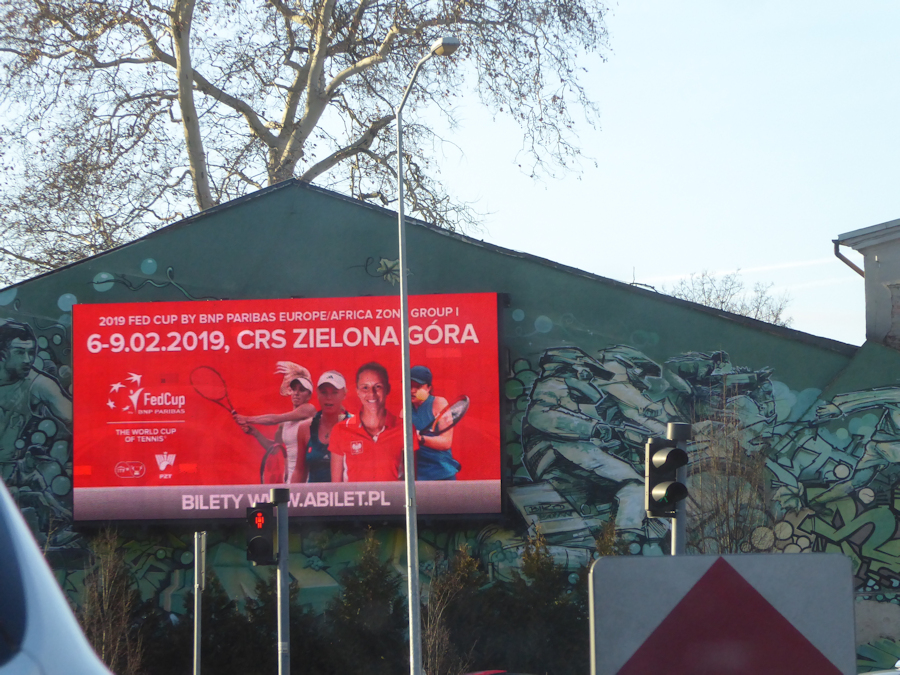 2019 FED CUP BY BNP PARIBAS EUROPE/AFRICA ZONE GROUP I
6-9.02.2019, CRS ZIELONA GÓRA
FedCup
BNP PARIBAS
THE WORLD CUP
OF TENNIS
PZT
BILETY WWW.ABILET.PL